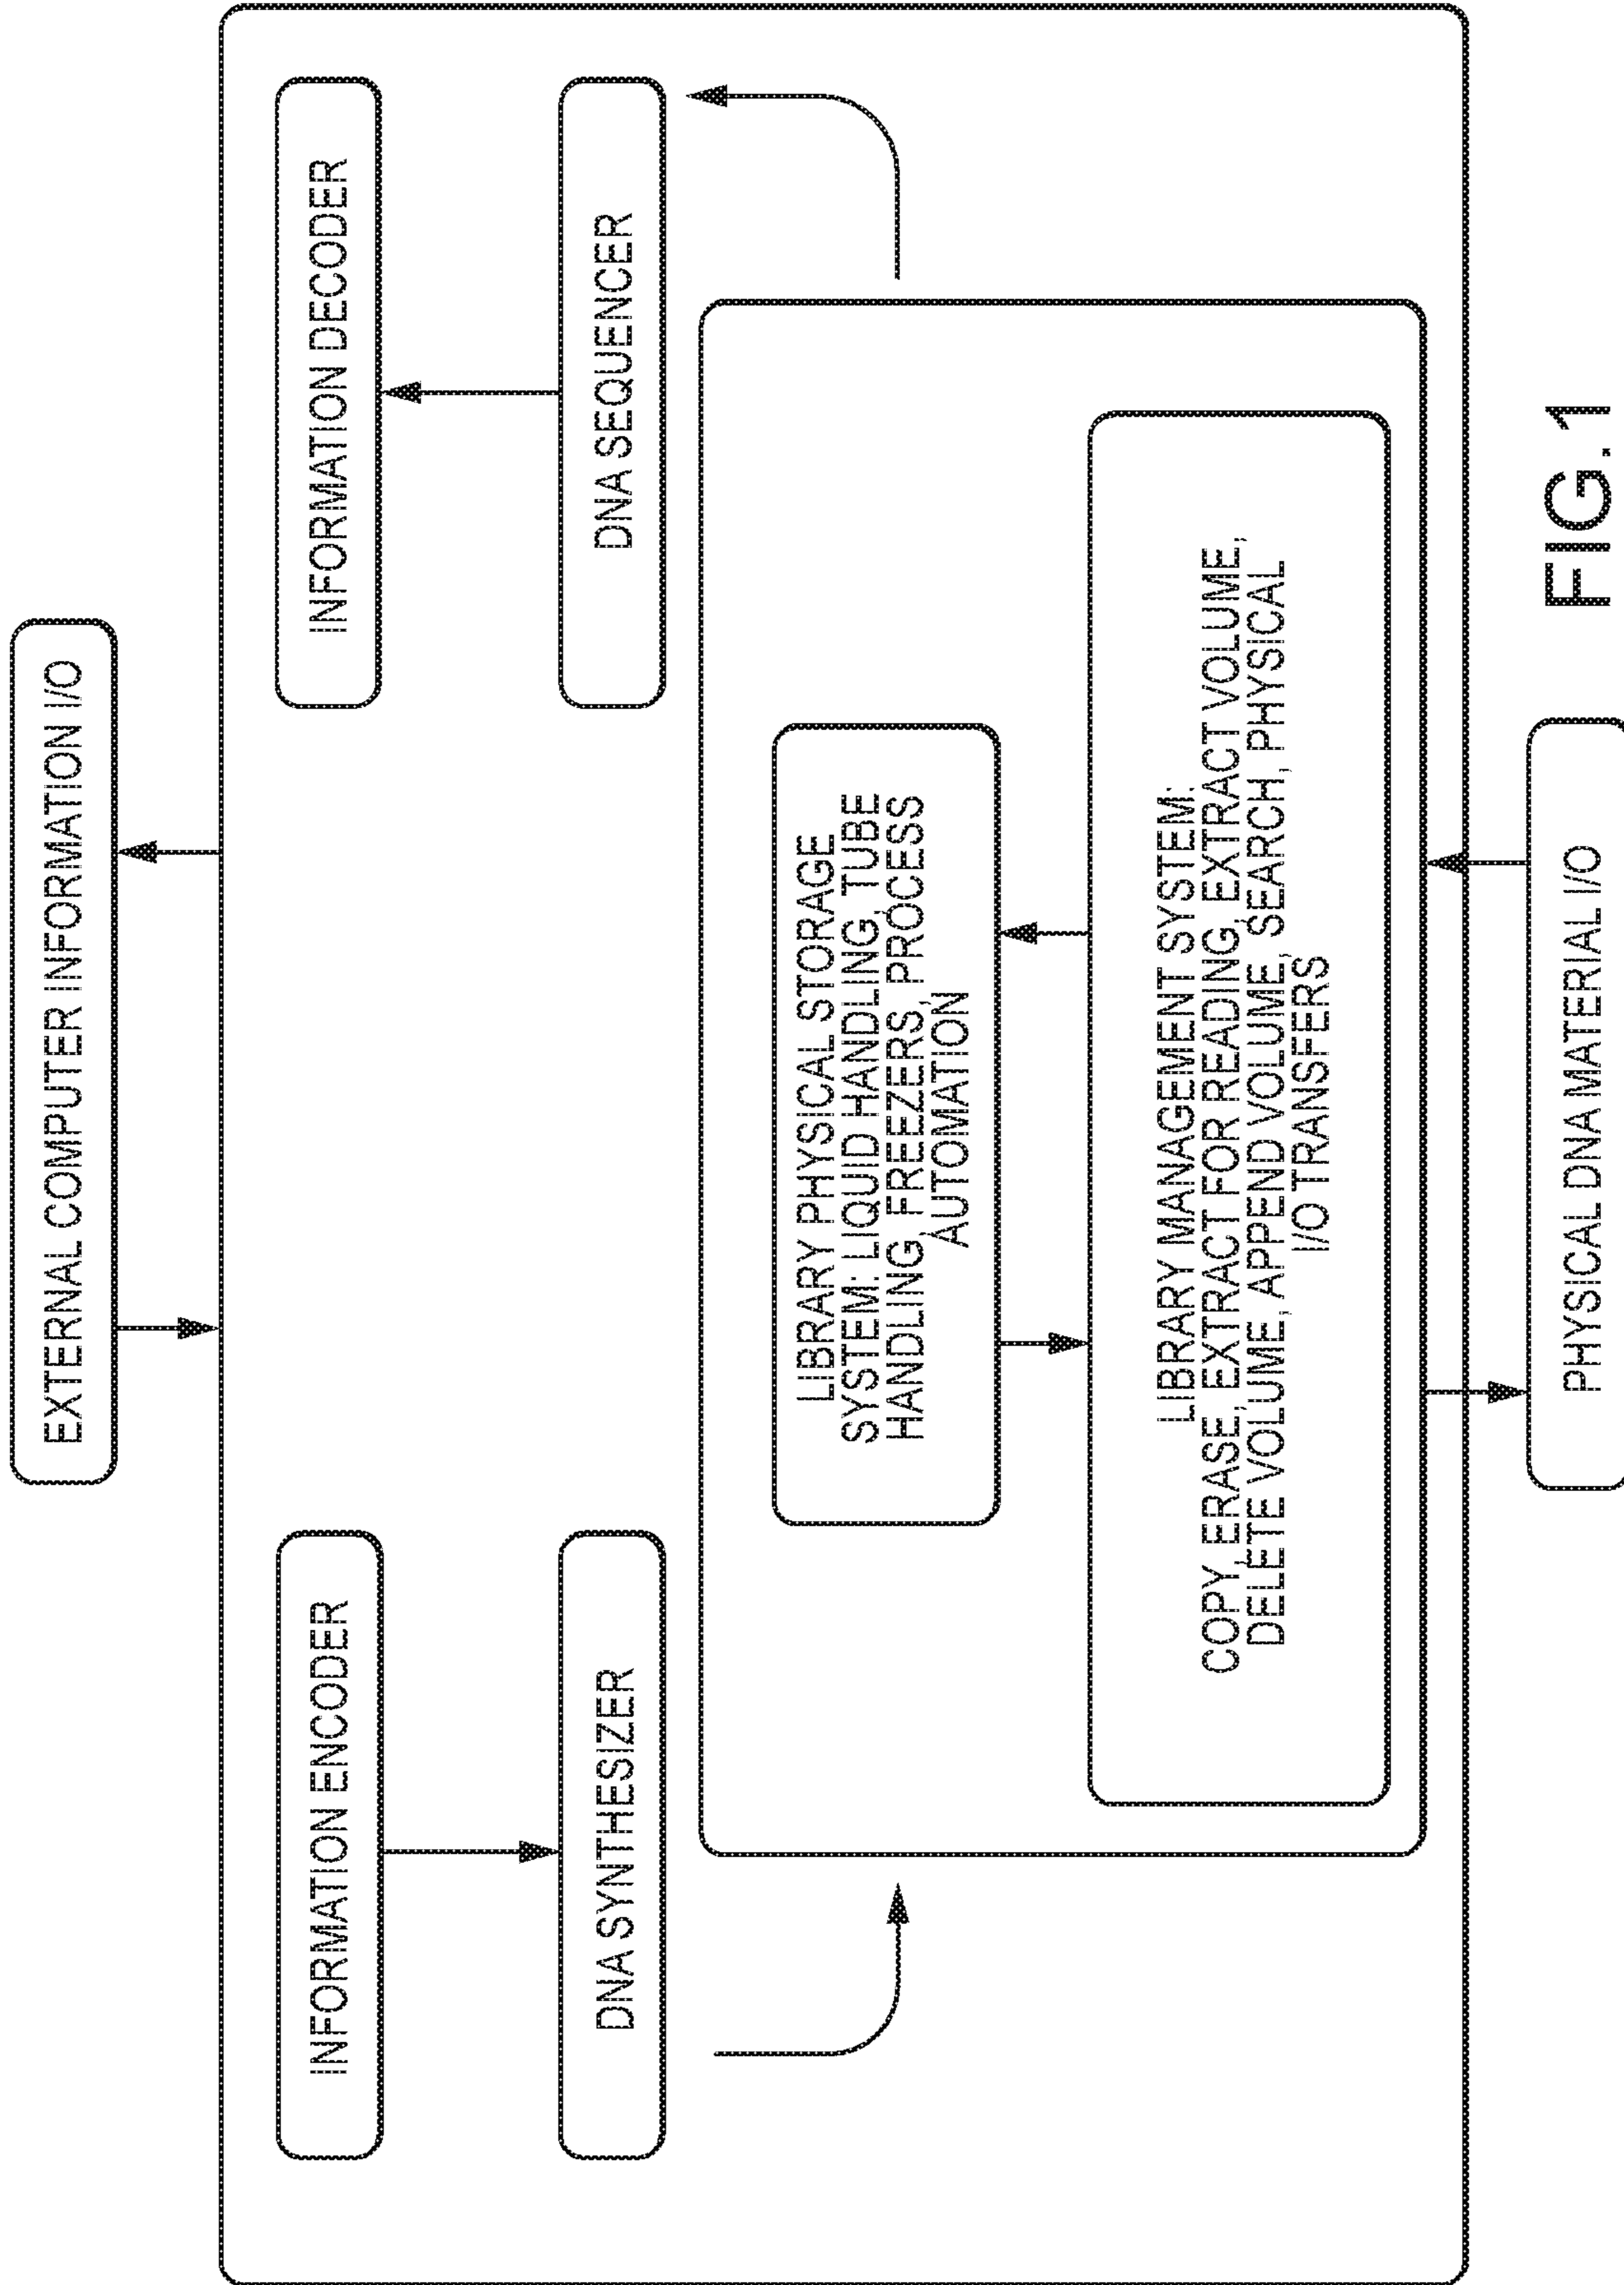 EXTERNAL COMPUTER INFORMATION I/O
INFORMATION ENCODER
INFORMATION DECODER
DNA SYNTHESIZER
DNA SEQUENCER
LIBRARY PHYSICAL STORAGE
SYSTEM: LIQUID HANDLING, TUBE
HANDLING, FREEZERS, PROCESS
AUTOMATION
LIBRARY MANAGEMENT SYSTEM:
COPY, ERASE, EXTRACT FOR READING, EXTRACT VOLUME,
DELETE VOLUME, APPEND VOLUME, SEARCH, PHYSICAL
I/O TRANSFERS
PHYSICAL DNA MATERIAL I/O
FIG.1